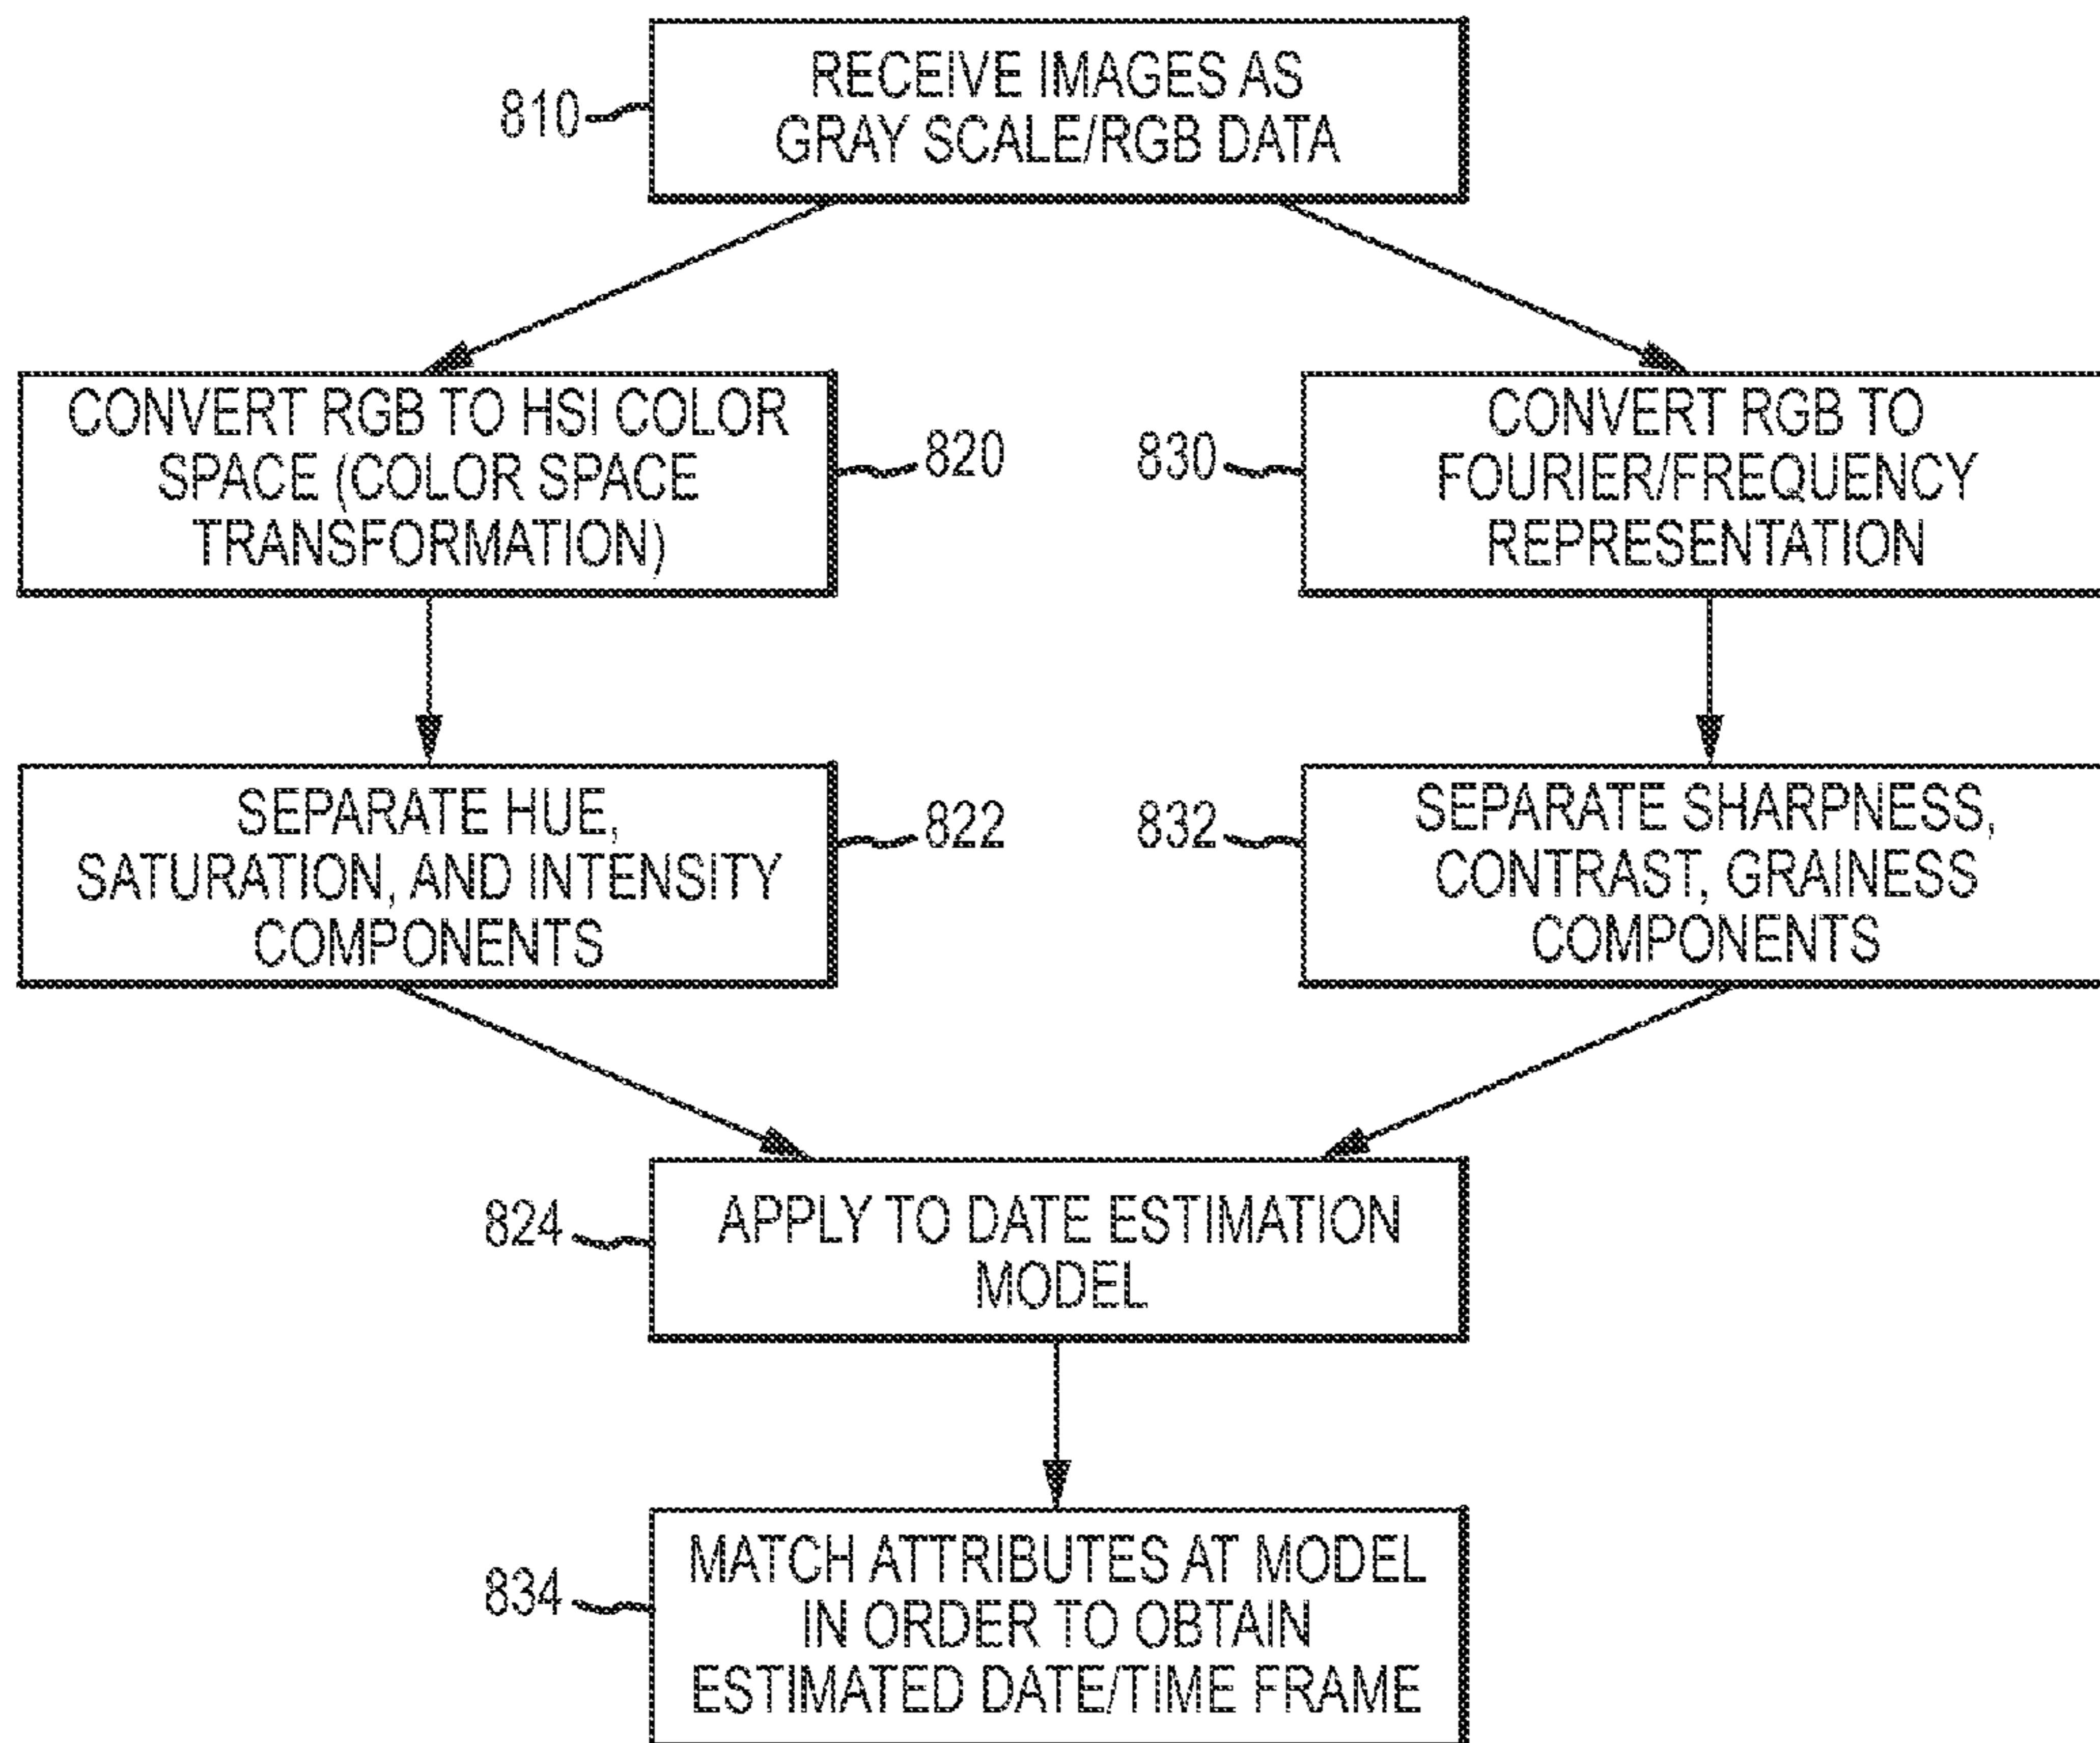 RECEIVE IMAGES AS
GRAY SCALE/RGB DATA
810
CONVERT RGB TO HSI COLOR
SPACE (COLOR SPACE
TRANSFORMATION)
820
830
CONVERT RGB TO
FOURIER/FREQUENCY
REPRESENTATION
SEPARATE HUE,
SATURATION, AND INTENSITY
COMPONENTS
822
832
SEPARATE SHARPNESS,
CONTRAST, GRAINESS
COMPONENTS
824
APPLY TO DATE ESTIMATION
MODEL
834
MATCH ATTRIBUTES AT MODEL
IN ORDER TO OBTAIN
ESTIMATED DATE/TIME FRAME